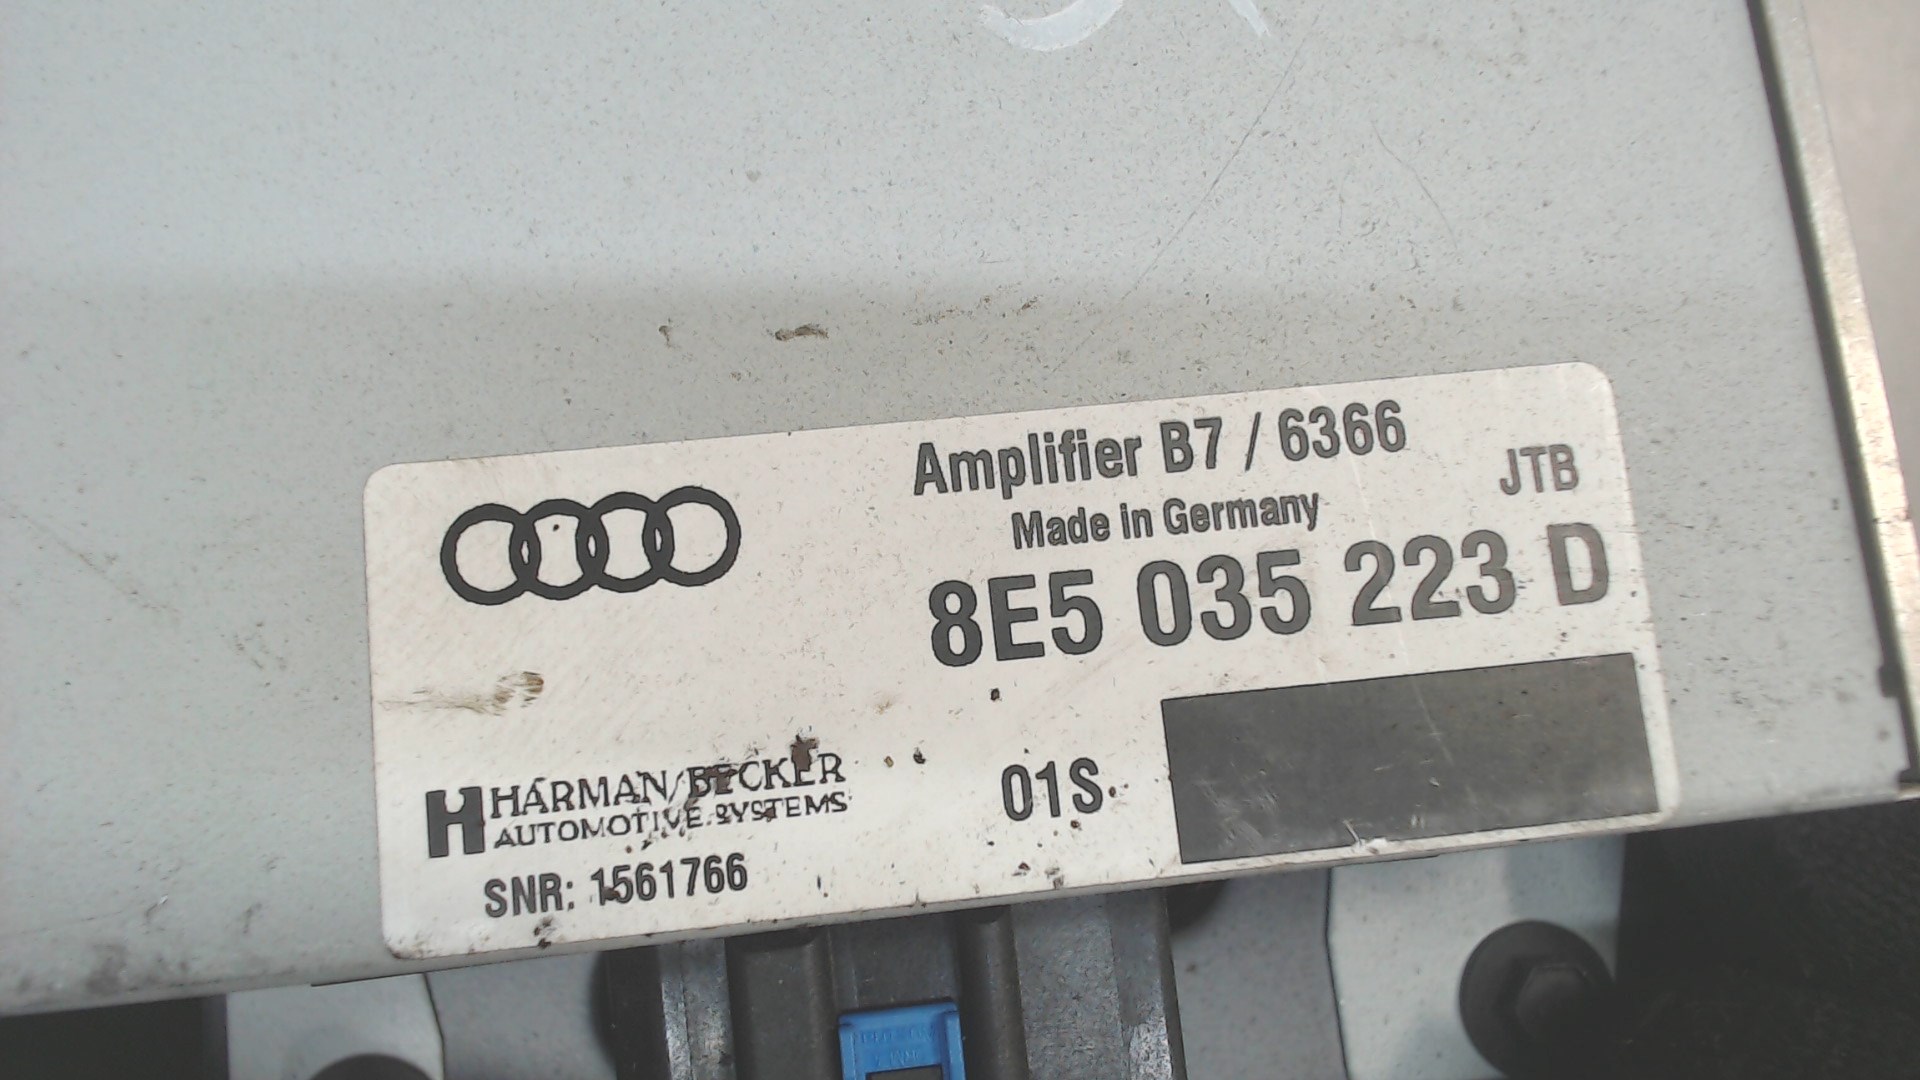 Amplifier B7 / 6366
JTB
Made in Germany
8E5 035 223 D
HARMAN/BECKER
AUTOMOTIVE SYSTEMS
01S
SNR: 1561766